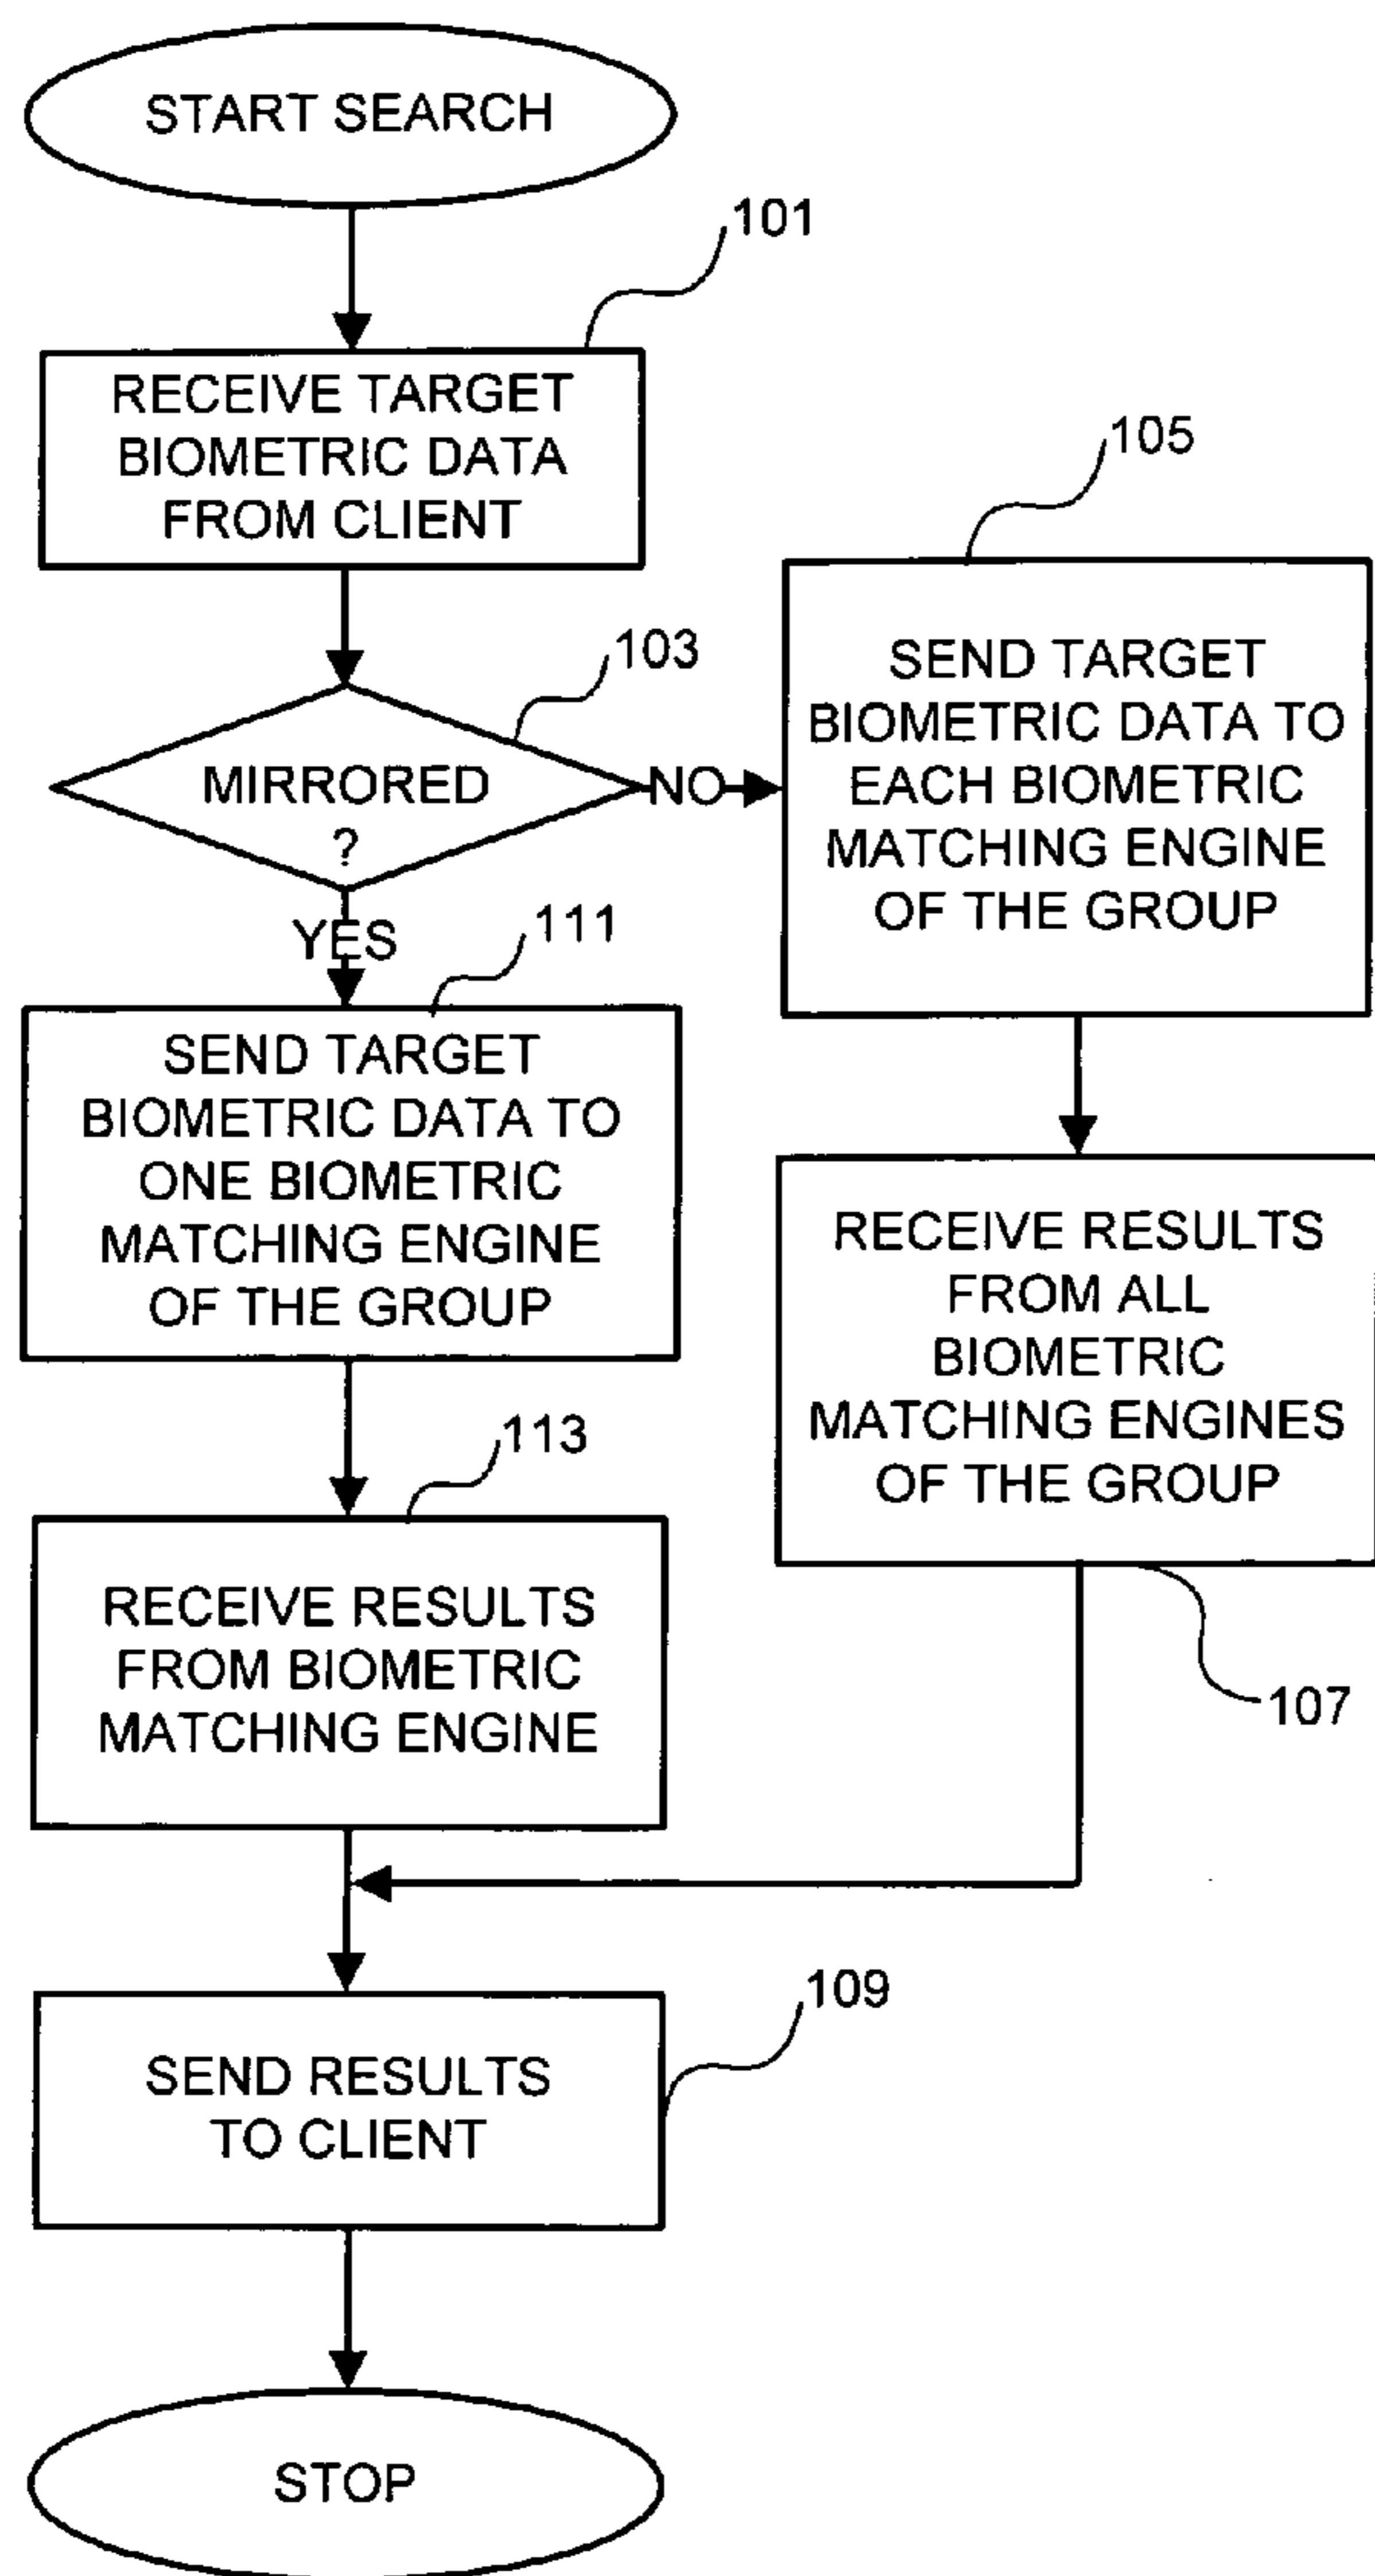 START SEARCH
101
RECEIVE TARGET
BIOMETRIC DATA
FROM CLIENT
103
MIRRORED
?
NO
YES
105
SEND TARGET
BIOMETRIC DATA TO
EACH BIOMETRIC
MATCHING ENGINE
OF THE GROUP
111
SEND TARGET
BIOMETRIC DATA TO
ONE BIOMETRIC
MATCHING ENGINE
OF THE GROUP
RECEIVE RESULTS
FROM ALL
BIOMETRIC
MATCHING ENGINES
OF THE GROUP
107
113
RECEIVE RESULTS
FROM BIOMETRIC
MATCHING ENGINE
109
SEND RESULTS
TO CLIENT
STOP